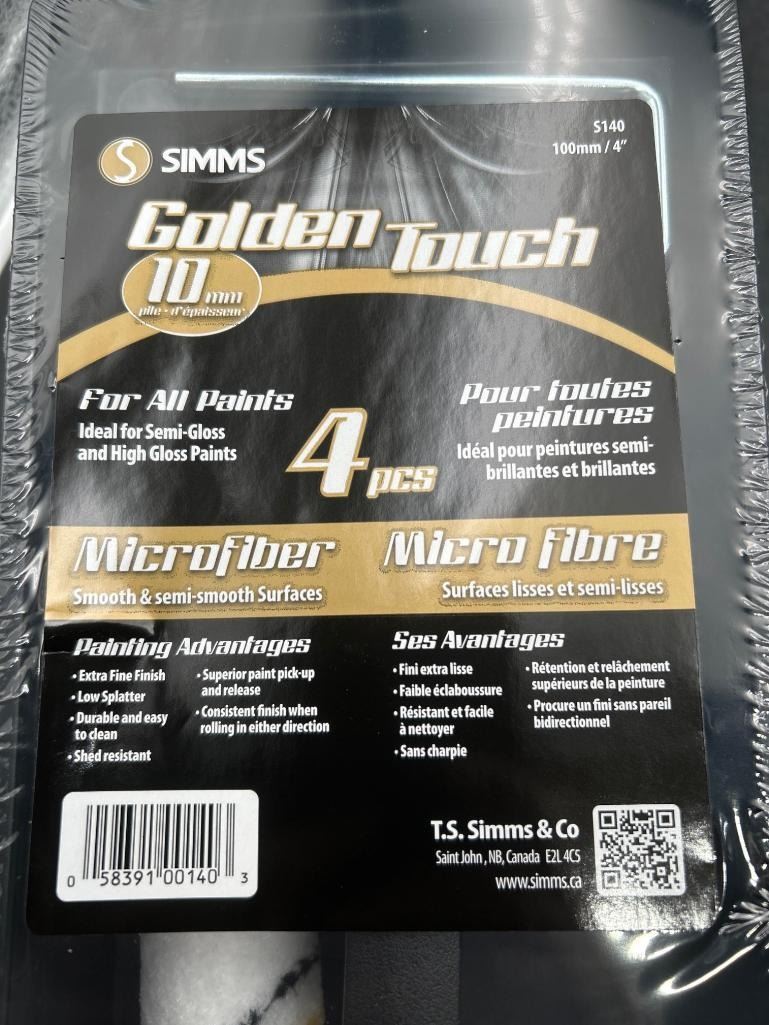 S140
100mm / 4"
S SIMMS
Golden Touch
10 mm
pile • d'épaisseur
For All Paints
Ideal for Semi-Gloss
and High Gloss Paints
4 pcs
Pour toutes
peintures
Idéal pour peintures semi-
brillantes et brillantes
Microfiber
Smooth & semi-smooth Surfaces
Micro fibre
Surfaces lisses et semi-lisses
Painting Advantages
• Extra Fine Finish
• Low Splatter
• Durable and easy
to clean
• Shed resistant
• Superior paint pick-up
and release
• Consistent finish when
rolling in either direction
Ses Avantages
• Fini extra lisse
• Faible éclaboussure
• Résistant et facile
à nettoyer
• Sans charpie
• Rétention et relâchement
supérieurs de la peinture
• Procure un fini sans pareil
bidirectionnel
0 58391 00140 3
T.S. Simms & Co
Saint John , NB, Canada E2L 4C5
www.simms.ca